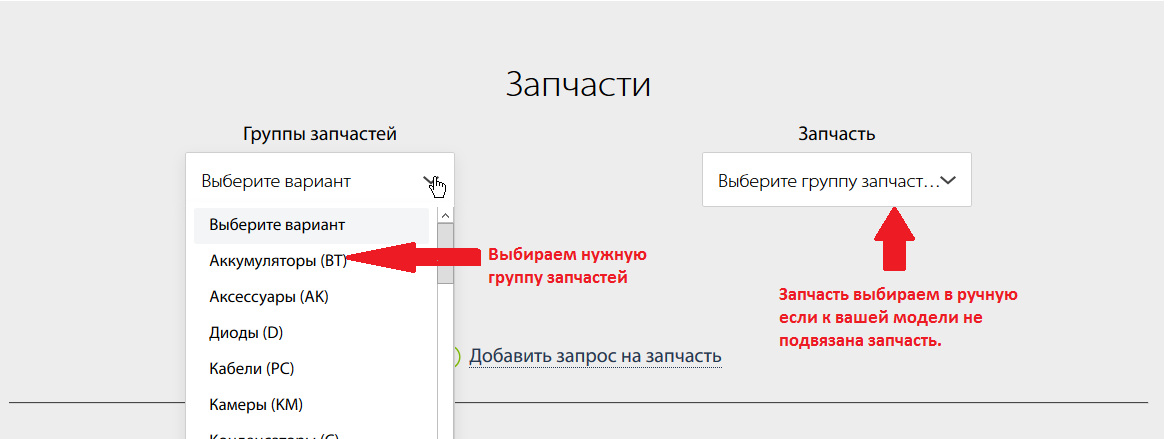 Запчасти
Группы запчастей
Запчасть
Выберите вариант
Выберите группу запчаст...
Выберите вариант
Аккумуляторы (BT)
Выбираем нужную
группу запчастей
Аксессуары (AK)
Запчасть выбираем в ручную
если к вашей модели не
подвязана запчасть.
Диоды (D)
Добавить запрос на запчасть
Кабели (PC)
Камеры (KM)
Конденсаторы (C)